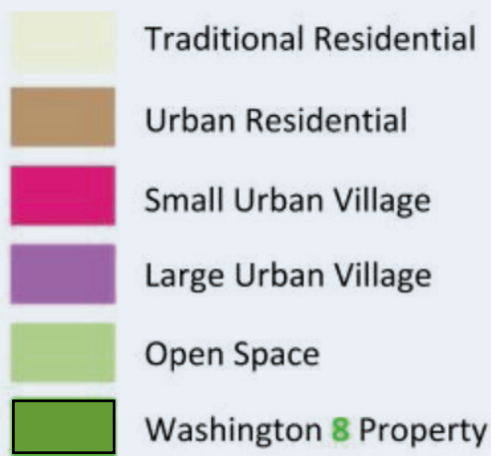 Traditional Residential
Urban Residential
Small Urban Village
Large Urban Village
Open Space
Washington 8 Property